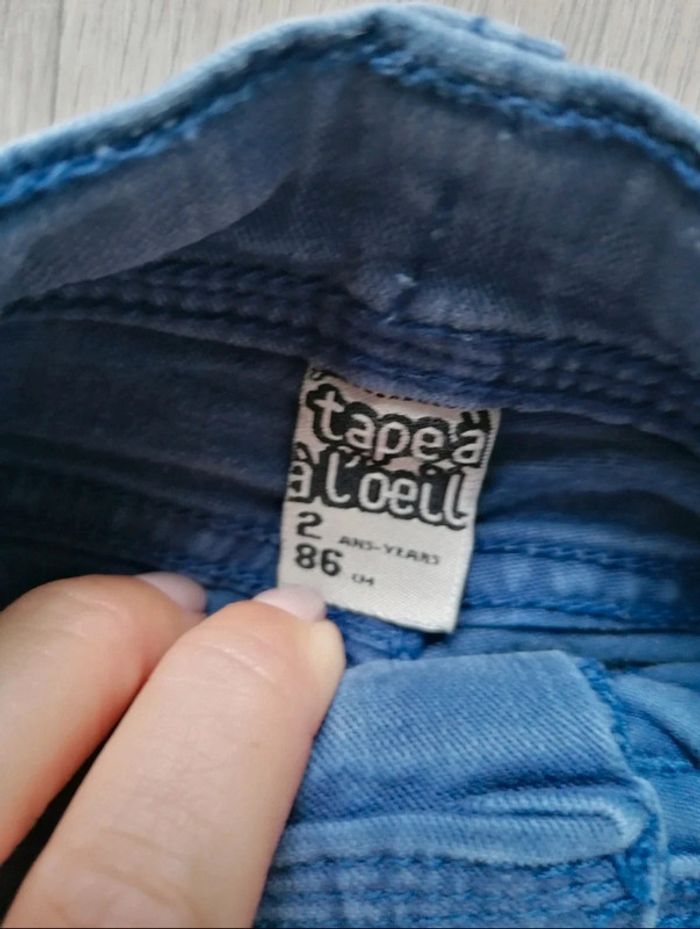 tape à
à l'oeil
2 ANS-YEARS
86 CM